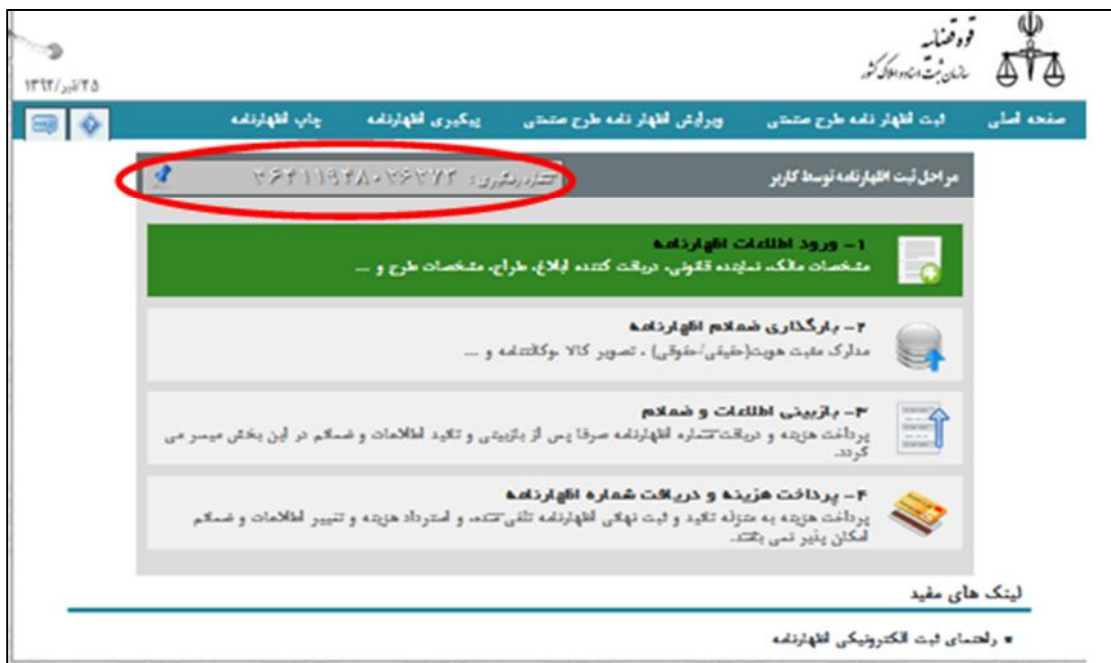 قوه قضائیه
سازمان ثبت اسناد و املاک کشور
۲۵/تیر/۱۳۹۲
صفحه اصلی
ثبت اظهار نامه طرح صنعتی
ویرایش اظهار نامه طرح صنعتی
پیگیری اظهارنامه
چاپ اظهارنامه
مراحل ثبت اظهارنامه توسط کاربر
شماره رهگیری :
۱- ورود اطلاعات اظهارنامه
مشخصات مالک، نماینده قانونی، دریافت کننده ابلاغ، طراح، مشخصات طرح و ...
۲- بارگذاری ضمائم اظهارنامه
مدارک مثبت هویت(حقیقی/حقوقی) ، تصویر کالا ،وکالتنامه و ...
۳- بازبینی اطلاعات و ضمائم
پرداخت هزینه و دریافت شماره اظهارنامه صرفا پس از بازبینی و تائید اطلاعات و ضمائم در این بخش میسر می
گردد.
۴- پرداخت هزینه و دریافت شماره اظهارنامه
پرداخت هزینه به منزله تائید و ثبت نهائی اظهارنامه تلقی شده، و استرداد هزینه و تغییر اطلاعات و ضمائم
امکان پذیر نمی باشد.
لینک های مفید
راهنمای ثبت الکترونیکی اظهارنامه